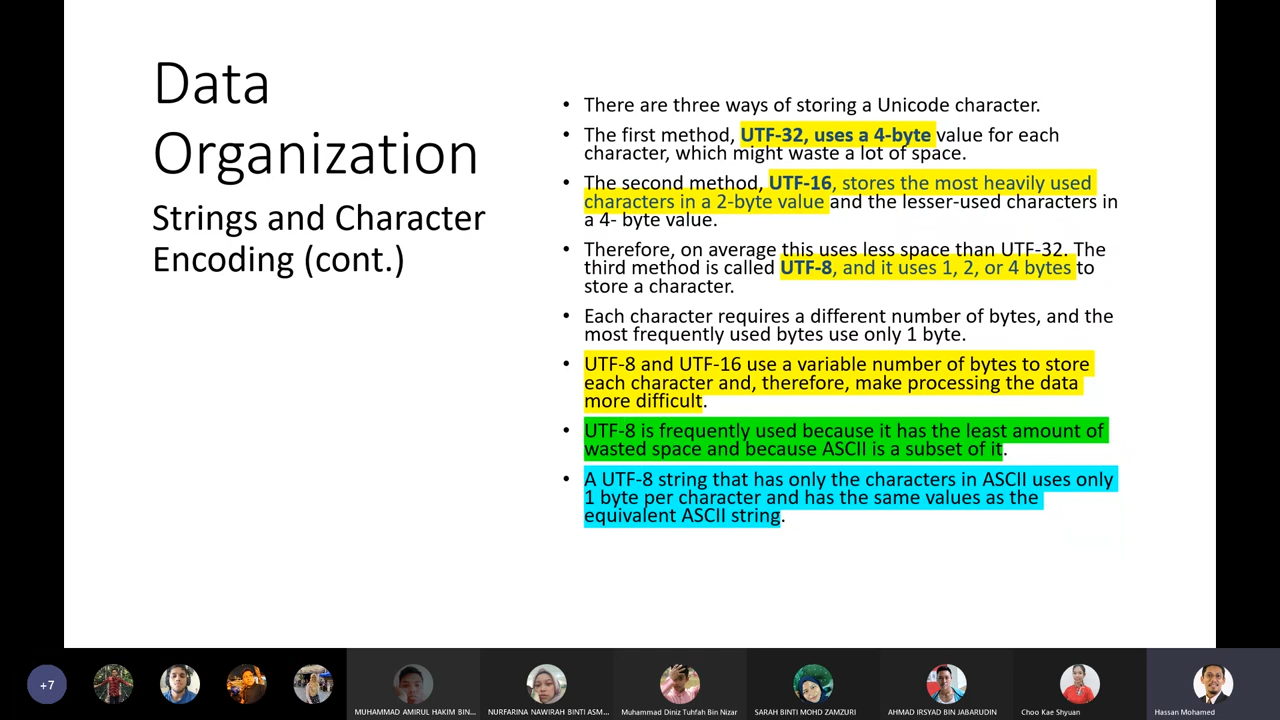 Data
Organization
Strings and Character
Encoding (cont.)
• There are three ways of storing a Unicode character.
• The first method, UTF-32, uses a 4-byte value for each
character, which might waste a lot of space.
• The second method, UTF-16, stores the most heavily used
characters in a 2-byte value and the lesser-used characters in
a 4- byte value.
• Therefore, on average this uses less space than UTF-32. The
third method is called UTF-8, and it uses 1, 2, or 4 bytes to
store a character.
• Each character requires a different number of bytes, and the
most frequently used bytes use only 1 byte.
• UTF-8 and UTF-16 use a variable number of bytes to store
each character and, therefore, make processing the data
more difficult.
• UTF-8 is frequently used because it has the least amount of
wasted space and because ASCII is a subset of it.
• A UTF-8 string that has only the characters in ASCII uses only
1 byte per character and has the same values as the
equivalent ASCII string.
+7
MUHAMMAD AMIRUL HAKIM BIN...
NURFARINA NAWIRAH BINTI ASM...
Muhammad Diniz Tuhfah Bin Nizar
SARAH BINTI MOHD ZAMZURI
AHMAD IRSYAD BIN JABARUDIN
Choo Kae Shyuan
Hassan Mohamed